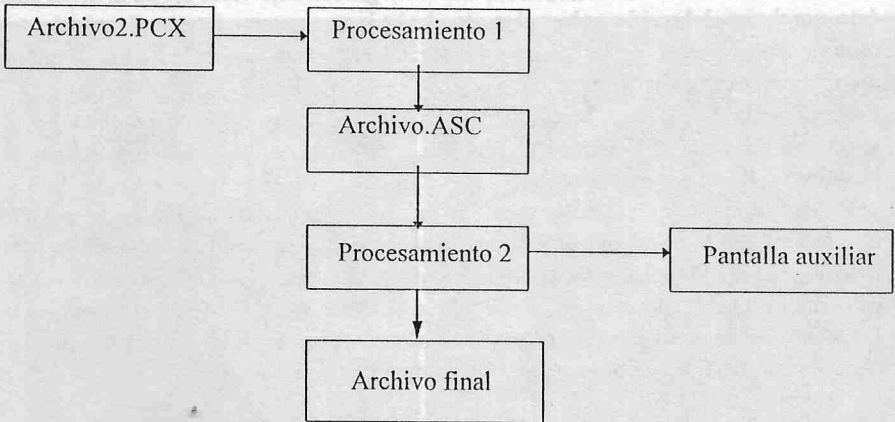 Archivo2.PCX
Procesamiento 1
Archivo.ASC
Procesamiento 2
Pantalla auxiliar
Archivo final